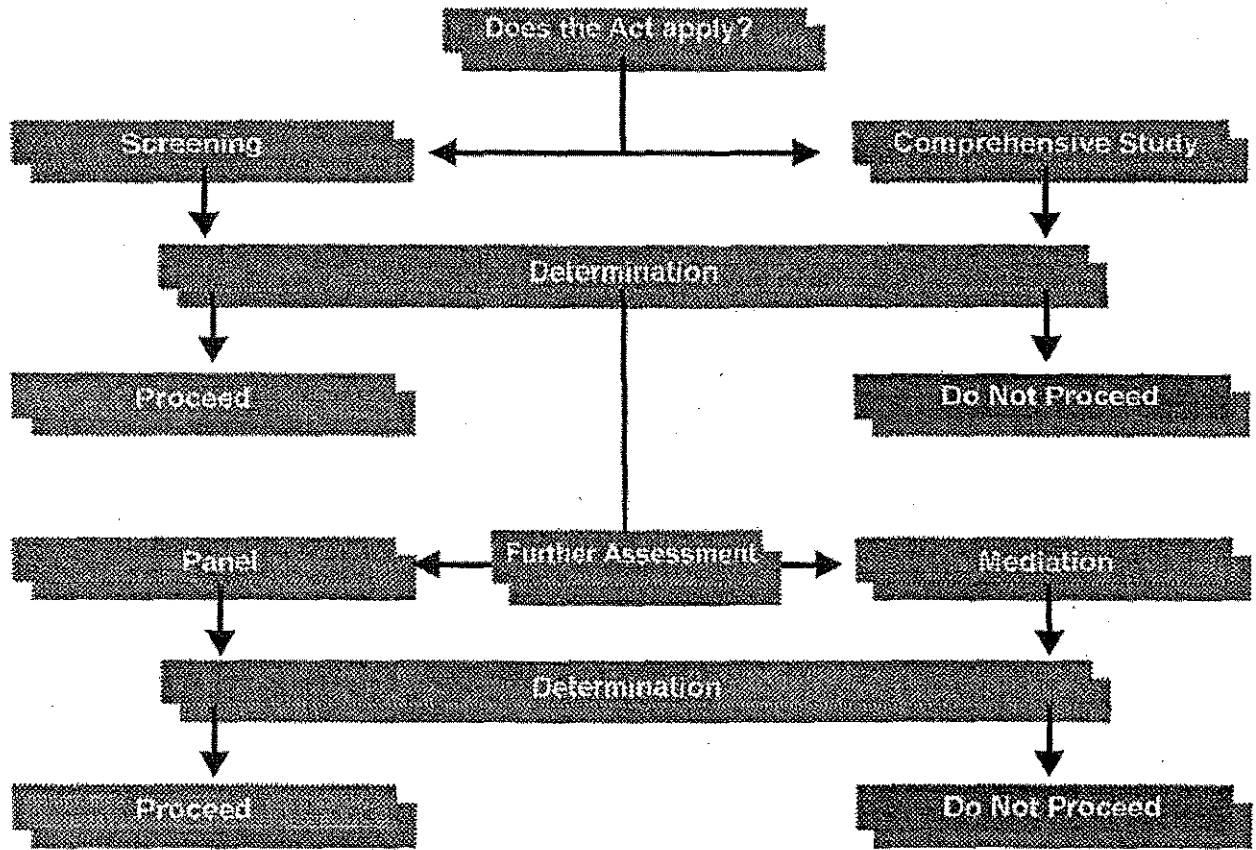 Does the Act apply?
Screening
Comprehensive Study
Determination
Proceed
Do Not Proceed
Panel
Further Assessment
Mediation
Determination
Proceed
Do Not Proceed